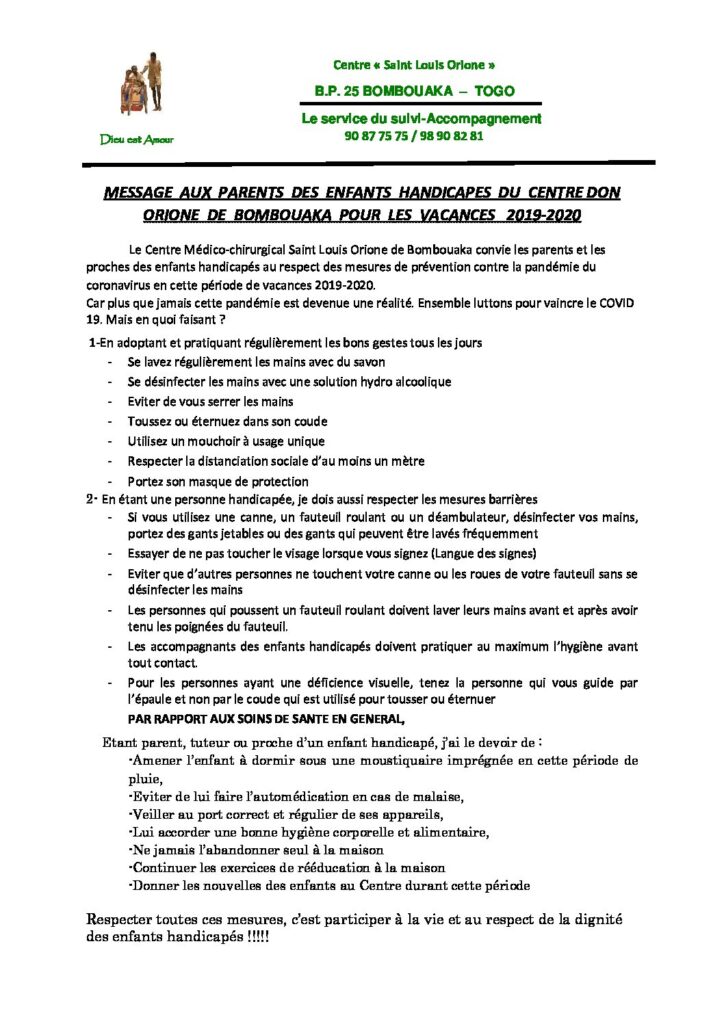 Centre « Saint Louis Orione »
B.P. 25 BOMBOUAKA – TOGO
Le service du suivi-Accompagnement
90 87 75 75 / 98 90 82 81
Dieu est Amour
MESSAGE AUX PARENTS DES ENFANTS HANDICAPES DU CENTRE DON
ORIONE DE BOMBOUAKA POUR LES VACANCES 2019-2020
Le Centre Médico-chirurgical Saint Louis Orione de Bombouaka convie les parents et les
proches des enfants handicapés au respect des mesures de prévention contre la pandémie du
coronavirus en cette période de vacances 2019-2020.
Car plus que jamais cette pandémie est devenue une réalité. Ensemble luttons pour vaincre le COVID
19. Mais en quoi faisant ?
1-En adoptant et pratiquant régulièrement les bons gestes tous les jours
- Se lavez régulièrement les mains avec du savon
- Se désinfecter les mains avec une solution hydro alcoolique
- Eviter de vous serrer les mains
- Toussez ou éternuez dans son coude
- Utilisez un mouchoir à usage unique
- Respecter la distanciation sociale d'au moins un mètre
- Portez son masque de protection
2- En étant une personne handicapée, je dois aussi respecter les mesures barrières
- Si vous utilisez une canne, un fauteuil roulant ou un déambulateur, désinfecter vos mains,
portez des gants jetables ou des gants qui peuvent être lavés fréquemment
- Essayer de ne pas toucher le visage lorsque vous signez (Langue des signes)
- Eviter que d'autres personnes ne touchent votre canne ou les roues de votre fauteuil sans se
désinfecter les mains
- Les personnes qui poussent un fauteuil roulant doivent laver leurs mains avant et après avoir
tenu les poignées du fauteuil.
- Les accompagnants des enfants handicapés doivent pratiquer au maximum l'hygiène avant
tout contact.
- Pour les personnes ayant une déficience visuelle, tenez la personne qui vous guide par
l'épaule et non par le coude qui est utilisé pour tousser ou éternuer
PAR RAPPORT AUX SOINS DE SANTE EN GENERAL,
Etant parent, tuteur ou proche d'un enfant handicapé, j'ai le devoir de :
-Amener l'enfant à dormir sous une moustiquaire imprégnée en cette période de
pluie,
-Eviter de lui faire l'automédication en cas de malaise,
-Veiller au port correct et régulier de ses appareils,
-Lui accorder une bonne hygiène corporelle et alimentaire,
-Ne jamais l'abandonner seul à la maison
-Continuer les exercices de rééducation à la maison
-Donner les nouvelles des enfants au Centre durant cette période
Respecter toutes ces mesures, c'est participer à la vie et au respect de la dignité
des enfants handicapés !!!!!